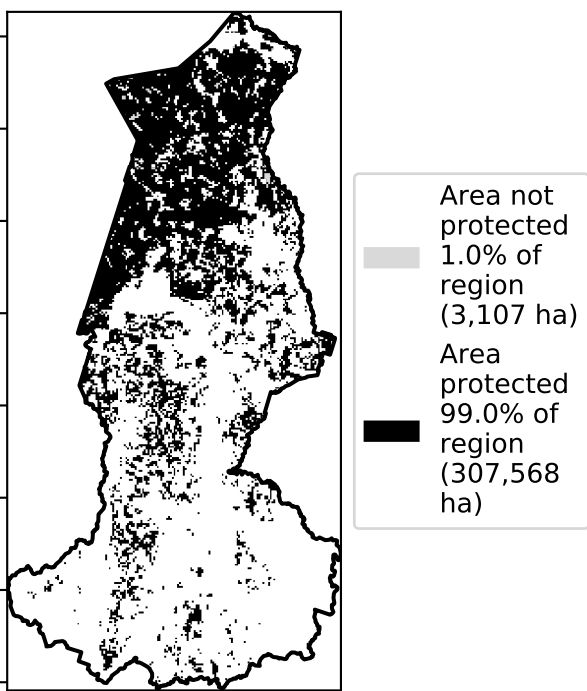 Area not
protected
1.0% of
region
(3,107 ha)
Area
protected
99.0% of
region
(307,568
ha)